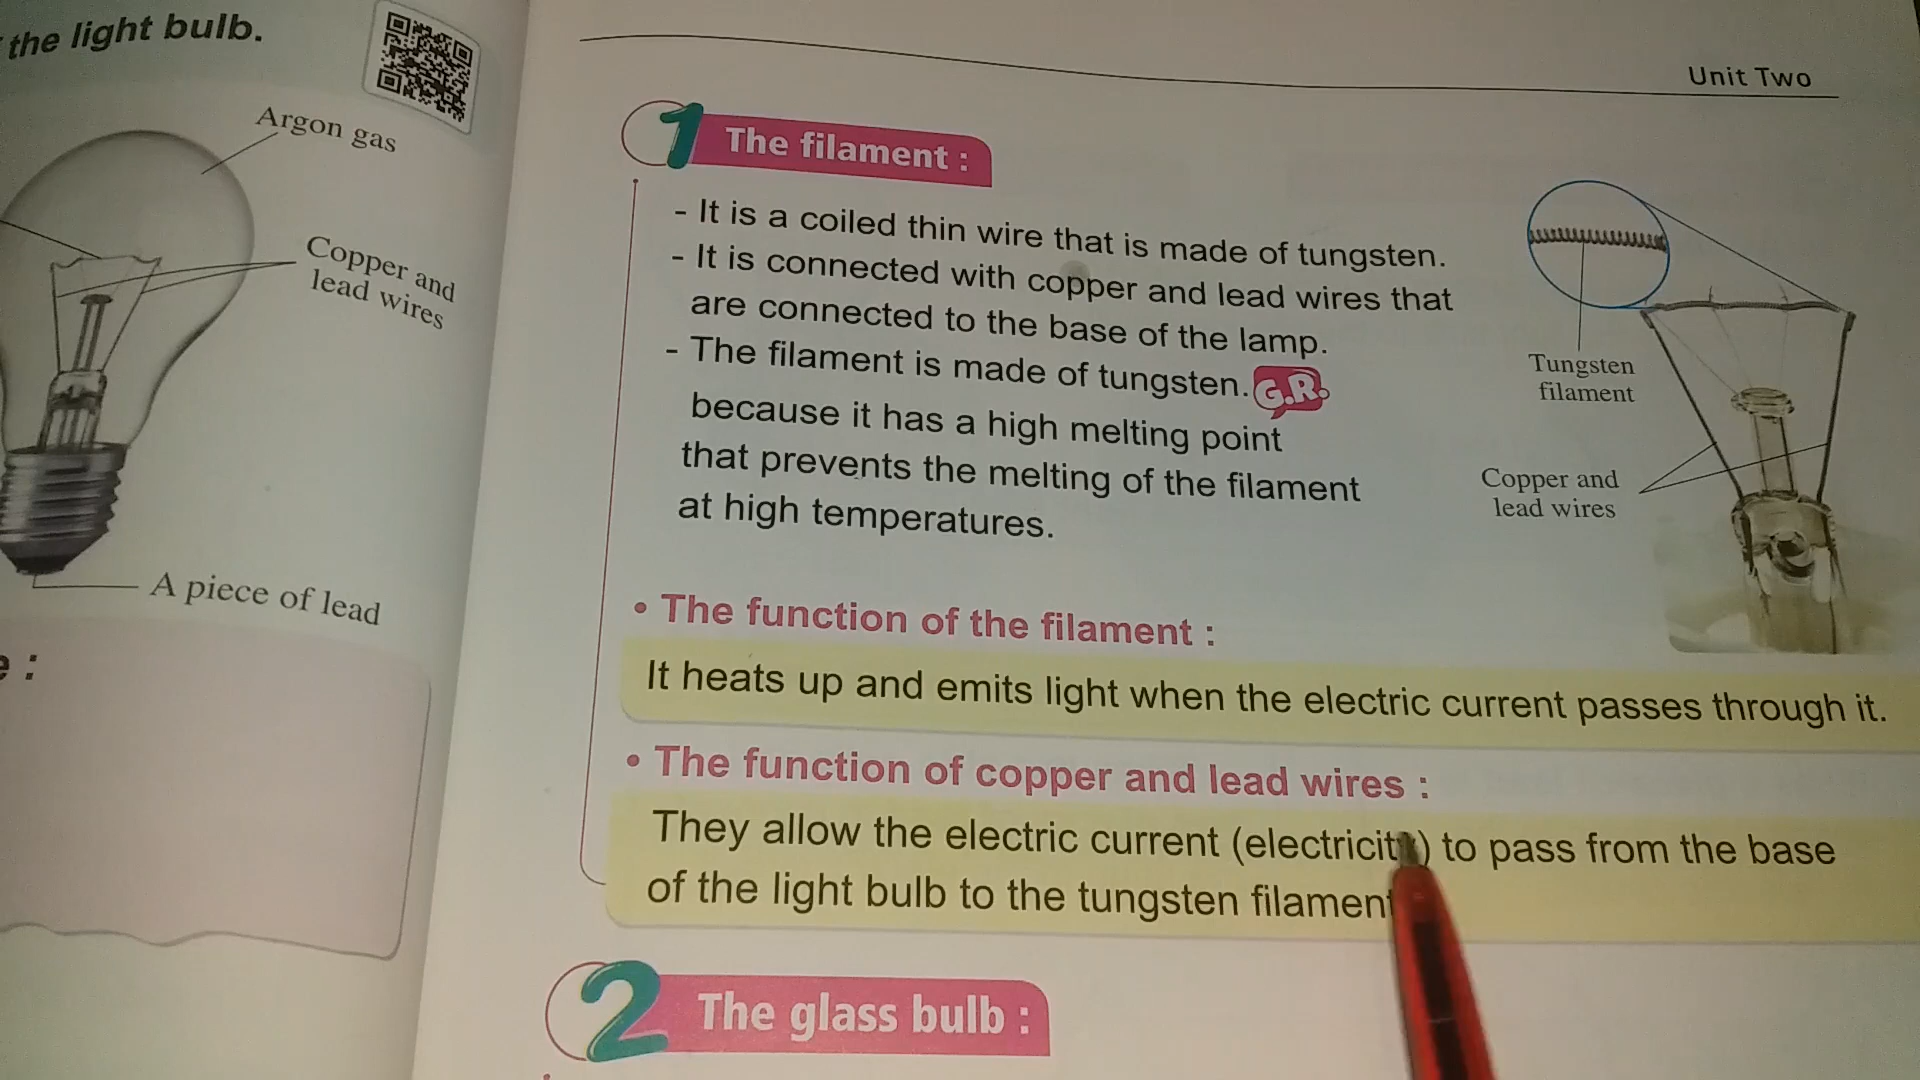 the light bulb.
Argon gas
Copper and
lead wires
A piece of lead
Unit Two
1 The filament :
- It is a coiled thin wire that is made of tungsten.
- It is connected with copper and lead wires that
are connected to the base of the lamp.
- The filament is made of tungsten. G.R.
because it has a high melting point
that prevents the melting of the filament
at high temperatures.
Tungsten
filament
Copper and
lead wires
• The function of the filament :
It heats up and emits light when the electric current passes through it.
• The function of copper and lead wires :
They allow the electric current (electricity) to pass from the base
of the light bulb to the tungsten filament
2 The glass bulb :